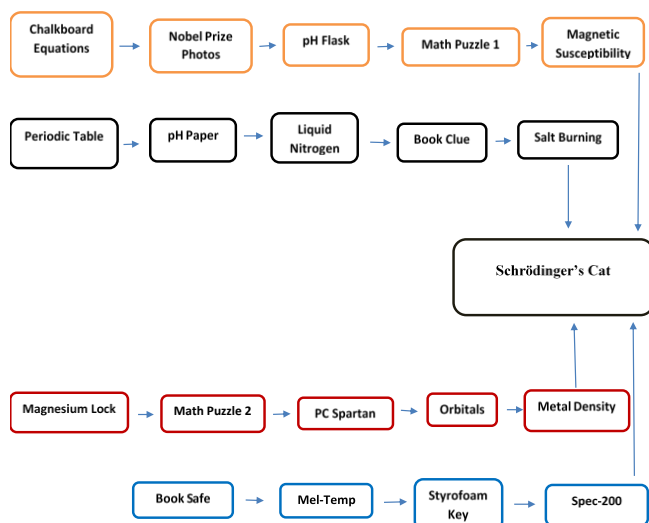 Chalkboard
Equations
Nobel Prize
Photos
pH Flask
Math Puzzle 1
Magnetic
Susceptibility
Periodic Table
pH Paper
Liquid
Nitrogen
Book Clue
Salt Burning
Schrödinger's Cat
Magnesium Lock
Math Puzzle 2
PC Spartan
Orbitals
Metal Density
Book Safe
Mel-Temp
Styrofoam
Key
Spec-200